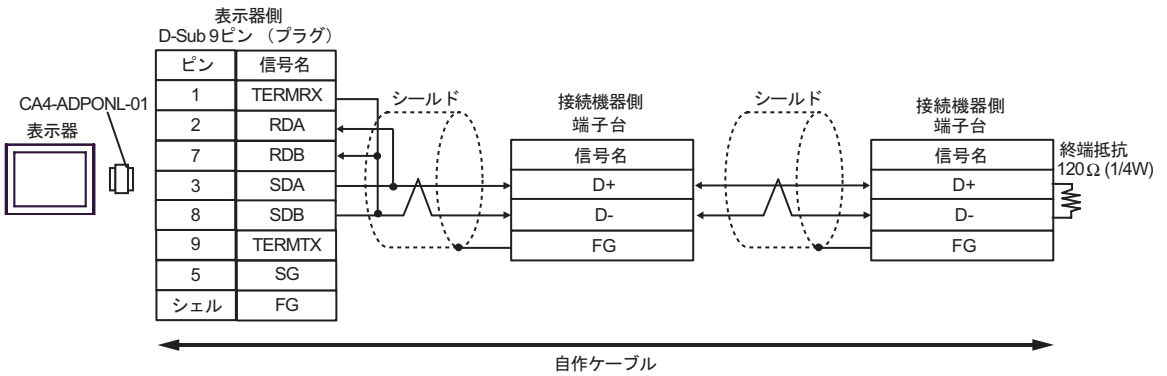 表示器側
D-Sub 9ピン （プラグ）
ピン 信号名
1 TERMRX
2 RDA
7 RDB
3 SDA
8 SDB
9 TERMTX
5 SG
シェル FG
CA4-ADPONL-01
表示器
シールド
接続機器側
端子台
信号名
D+
D-
FG
シールド
接続機器側
端子台
信号名
D+
D-
FG
終端抵抗
120Ω (1/4W)
自作ケーブル